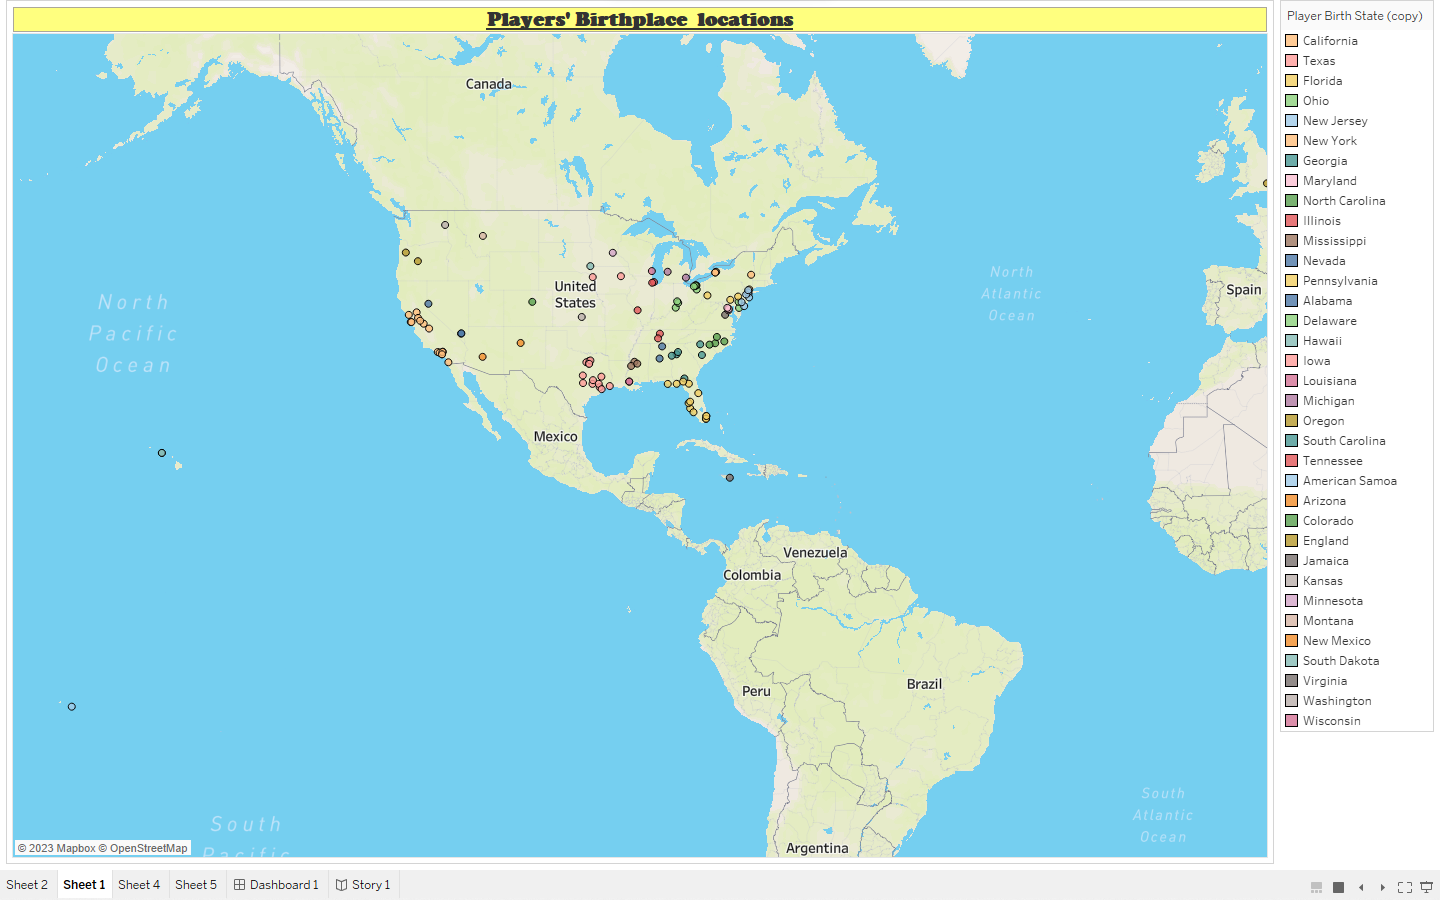 Players' Birthplace locations
Player Birth State (copy)
California
Texas
Florida
Ohio
New Jersey
New York
Georgia
Maryland
North Carolina
Illinois
Mississippi
Nevada
Pennsylvania
Alabama
Delaware
Hawaii
Iowa
Louisiana
Michigan
Oregon
South Carolina
Tennessee
American Samoa
Arizona
Colorado
England
Jamaica
Kansas
Minnesota
Montana
New Mexico
South Dakota
Virginia
Washington
Wisconsin
Canada
North
Pacific
Ocean
United
States
North
Atlantic
Ocean
Spain
Mexico
Venezuela
Colombia
Peru
Brazil
South
Atlantic
Ocean
South
Pacific
Argentina
© 2023 Mapbox © OpenStreetMap
Sheet 2
Sheet 1
Sheet 4
Sheet 5
Dashboard 1
Story 1